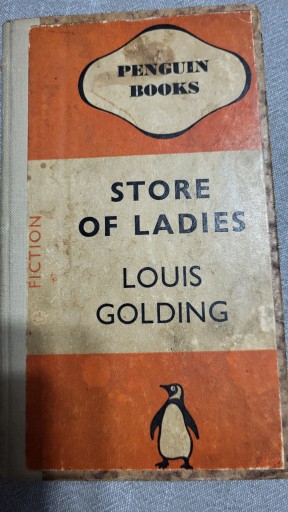 PENGUIN
BOOKS
STORE
OF LADIES
FICTION
LOUIS
GOLDING